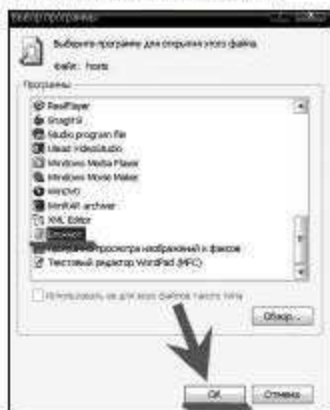 Выбор программы
Выберите программу для открытия этого файла.
Файл: hosts
Программы
RealPlayer
SnagIt 9
Studio program file
Ulead VideoStudio
Windows Media Player
Windows Movie Maker
WinDVD
WinRAR archiver
XML Editor
Блокнот
просмотра изображений и факсов
Текстовый редактор WordPad (MFC)
Использовать ее для всех файлов такого типа
Обзор...
ОК
Отмена